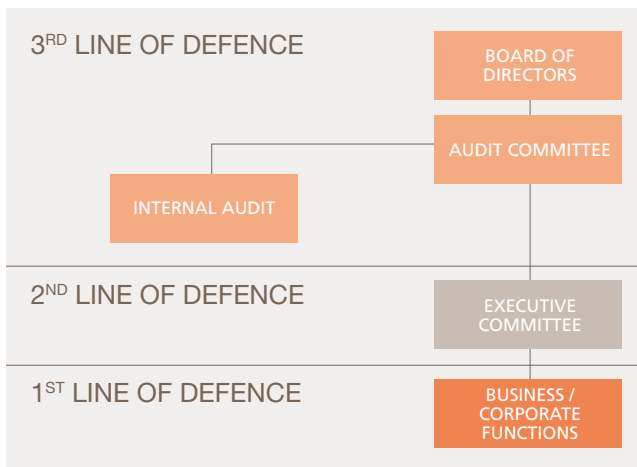 3RD LINE OF DEFENCE
BOARD OF
DIRECTORS
AUDIT COMMITTEE
INTERNAL AUDIT
2ND LINE OF DEFENCE
EXECUTIVE
COMMITTEE
1ST LINE OF DEFENCE
BUSINESS /
CORPORATE
FUNCTIONS